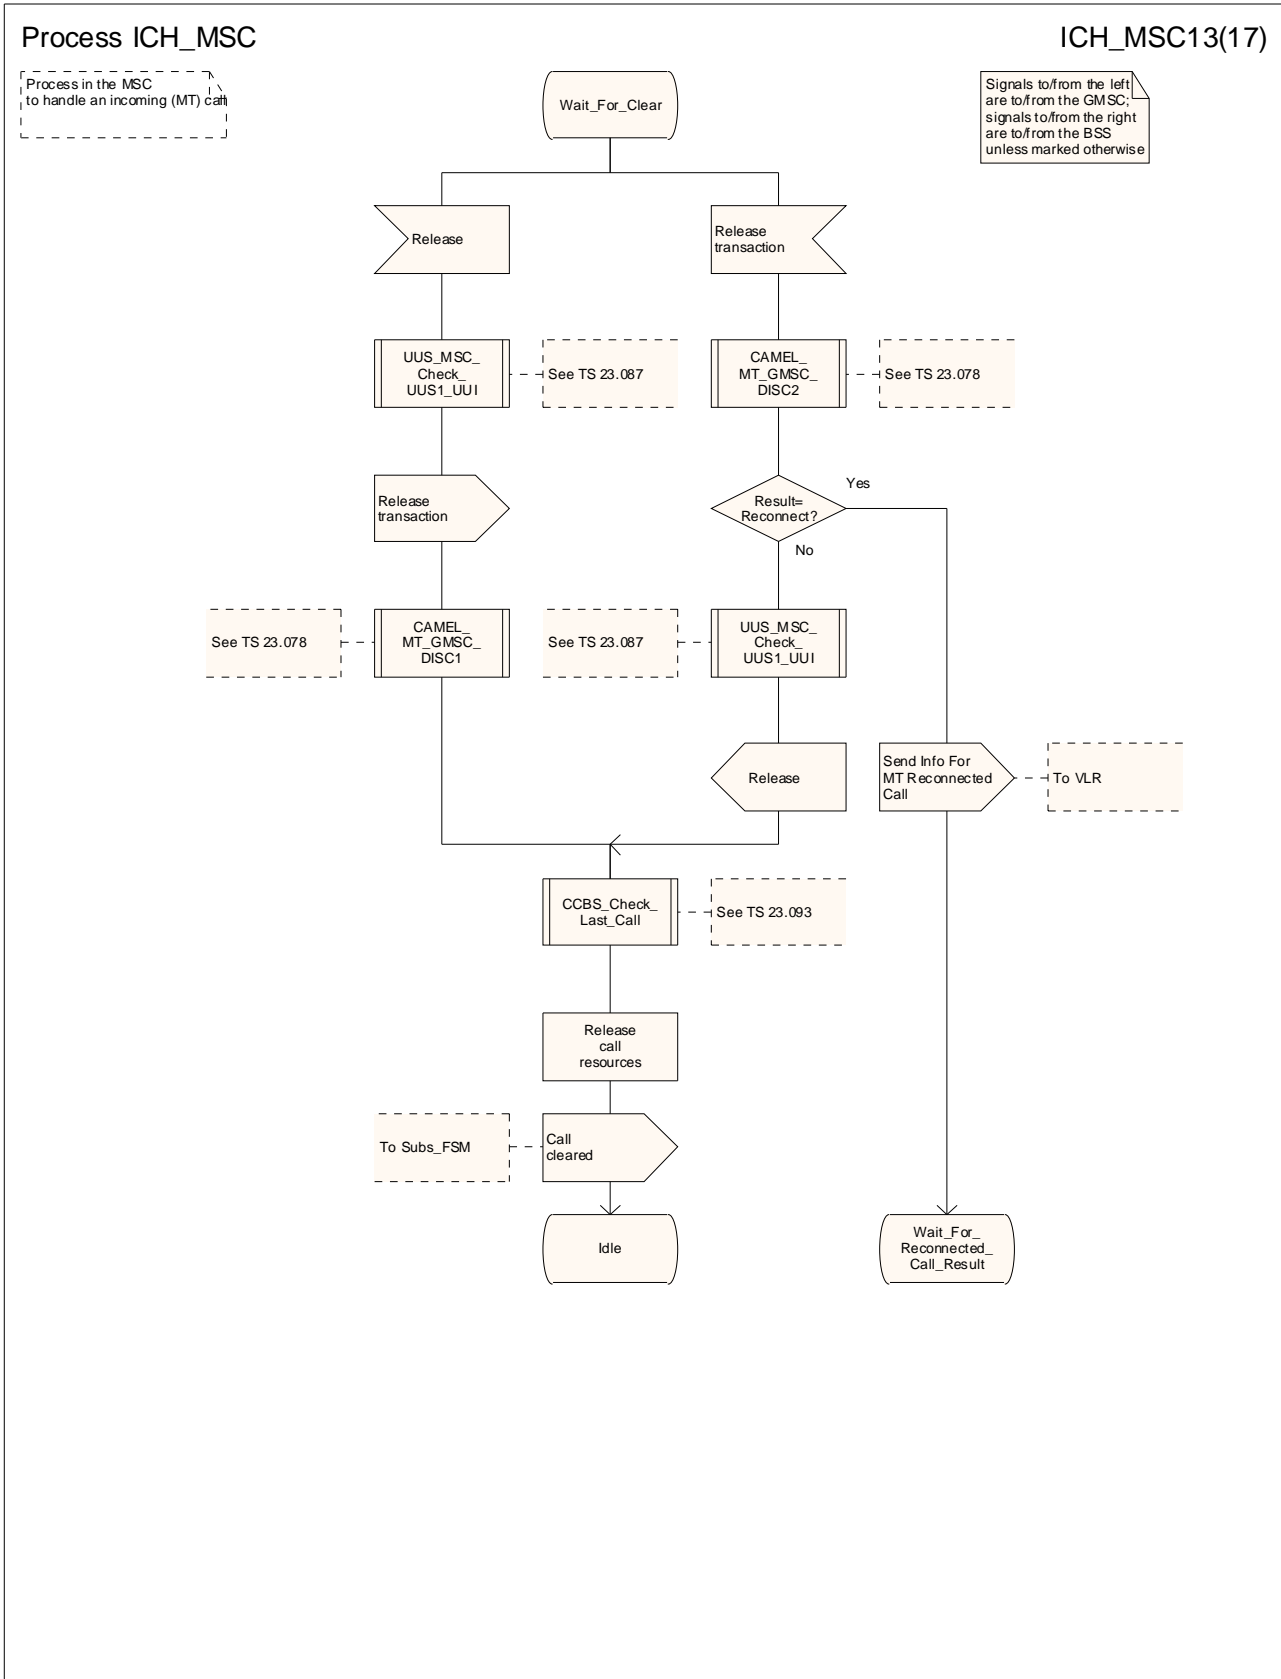 Process ICH_MSC
ICH_MSC13(17)
Process in the MSC
to handle an incoming (MT) call
Signals to/from the left
are to/from the GMSC;
signals to/from the right
are to/from the BSS
unless marked otherwise
Wait_For_Clear
Release
Release
transaction
UUS_MSC_
Check_
UUS1_UUI
See TS 23.087
CAMEL_
MT_GMSC_
DISC2
See TS 23.078
Release
transaction
Result=
Reconnect?
Yes
No
See TS 23.078
CAMEL_
MT_GMSC_
DISC1
See TS 23.087
UUS_MSC_
Check_
UUS1_UUI
Release
Send Info For
MT Reconnected
Call
To VLR
CCBS_Check_
Last_Call
See TS 23.093
Release
call
resources
To Subs_FSM
Call
cleared
Idle
Wait_For_
Reconnected_
Call_Result